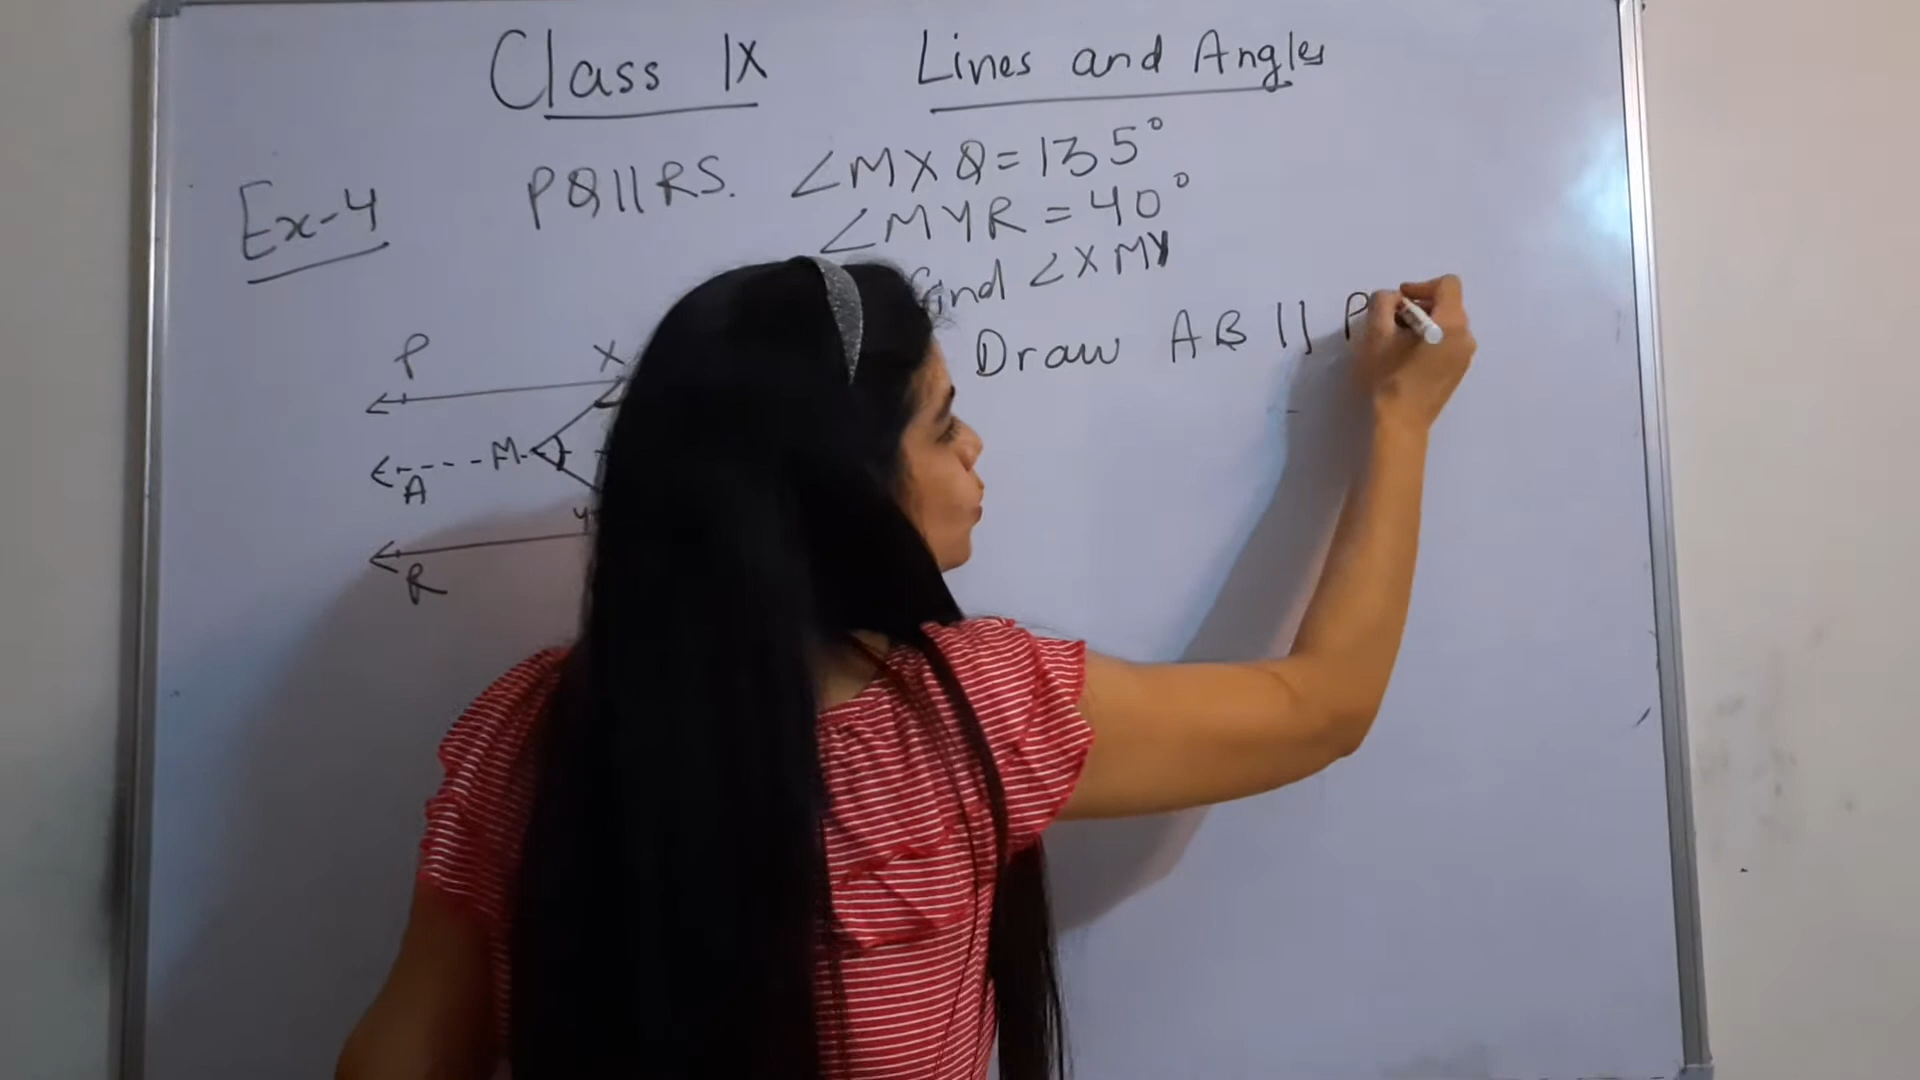 Class IX Lines and Angles
Ex-4 PQ||RS. ∠MXQ=135°
∠MYR=40°
find ∠XMY
Draw AB || P
P X
M
A
Y
R